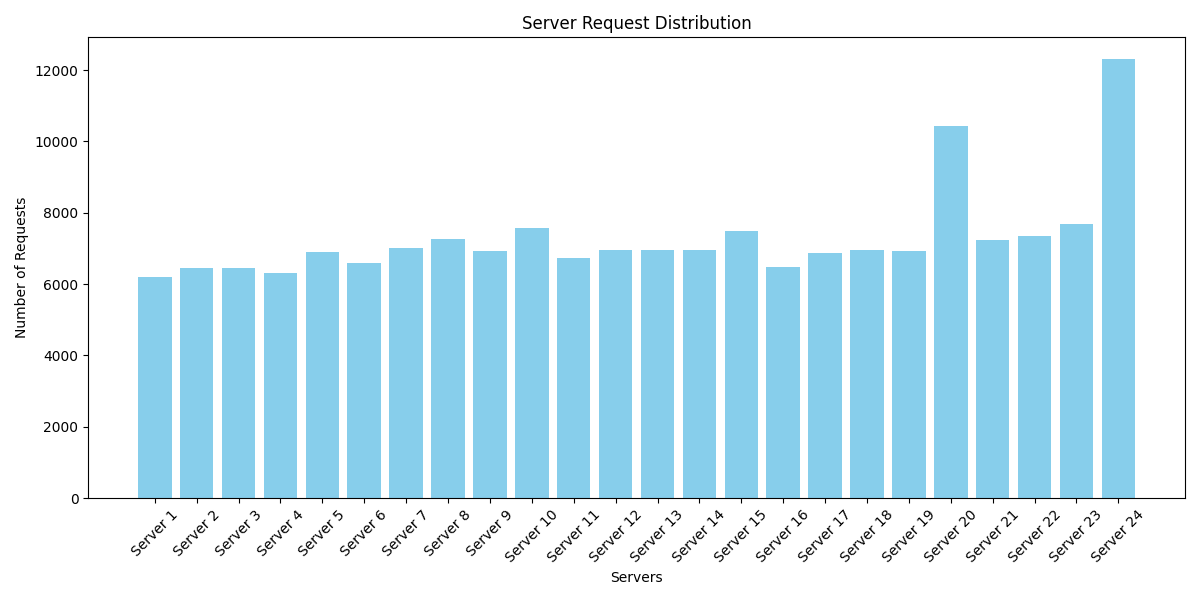 Server Request Distribution
Number of Requests
12000
10000
8000
6000
4000
2000
0
Server 1
Server 2
Server 3
Server 4
Server 5
Server 6
Server 7
Server 8
Server 9
Server 10
Server 11
Server 12
Server 13
Server 14
Server 15
Server 16
Server 17
Server 18
Server 19
Server 20
Server 21
Server 22
Server 23
Server 24
Servers